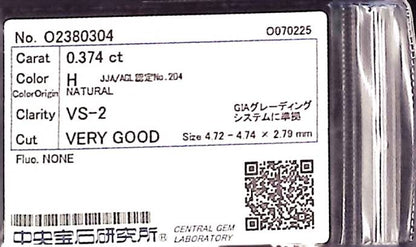 No. O2380304 O070225
Carat 0.374 ct
Color H JJA/AGL認定No.204
ColorOrigin NATURAL
Clarity VS-2 GIAグレーディング
システムに準拠
Cut VERY GOOD Size 4.72 - 4.74 × 2.79 mm
Fluo. NONE
中央宝石研究所® CENTRAL GEM
LABORATORY